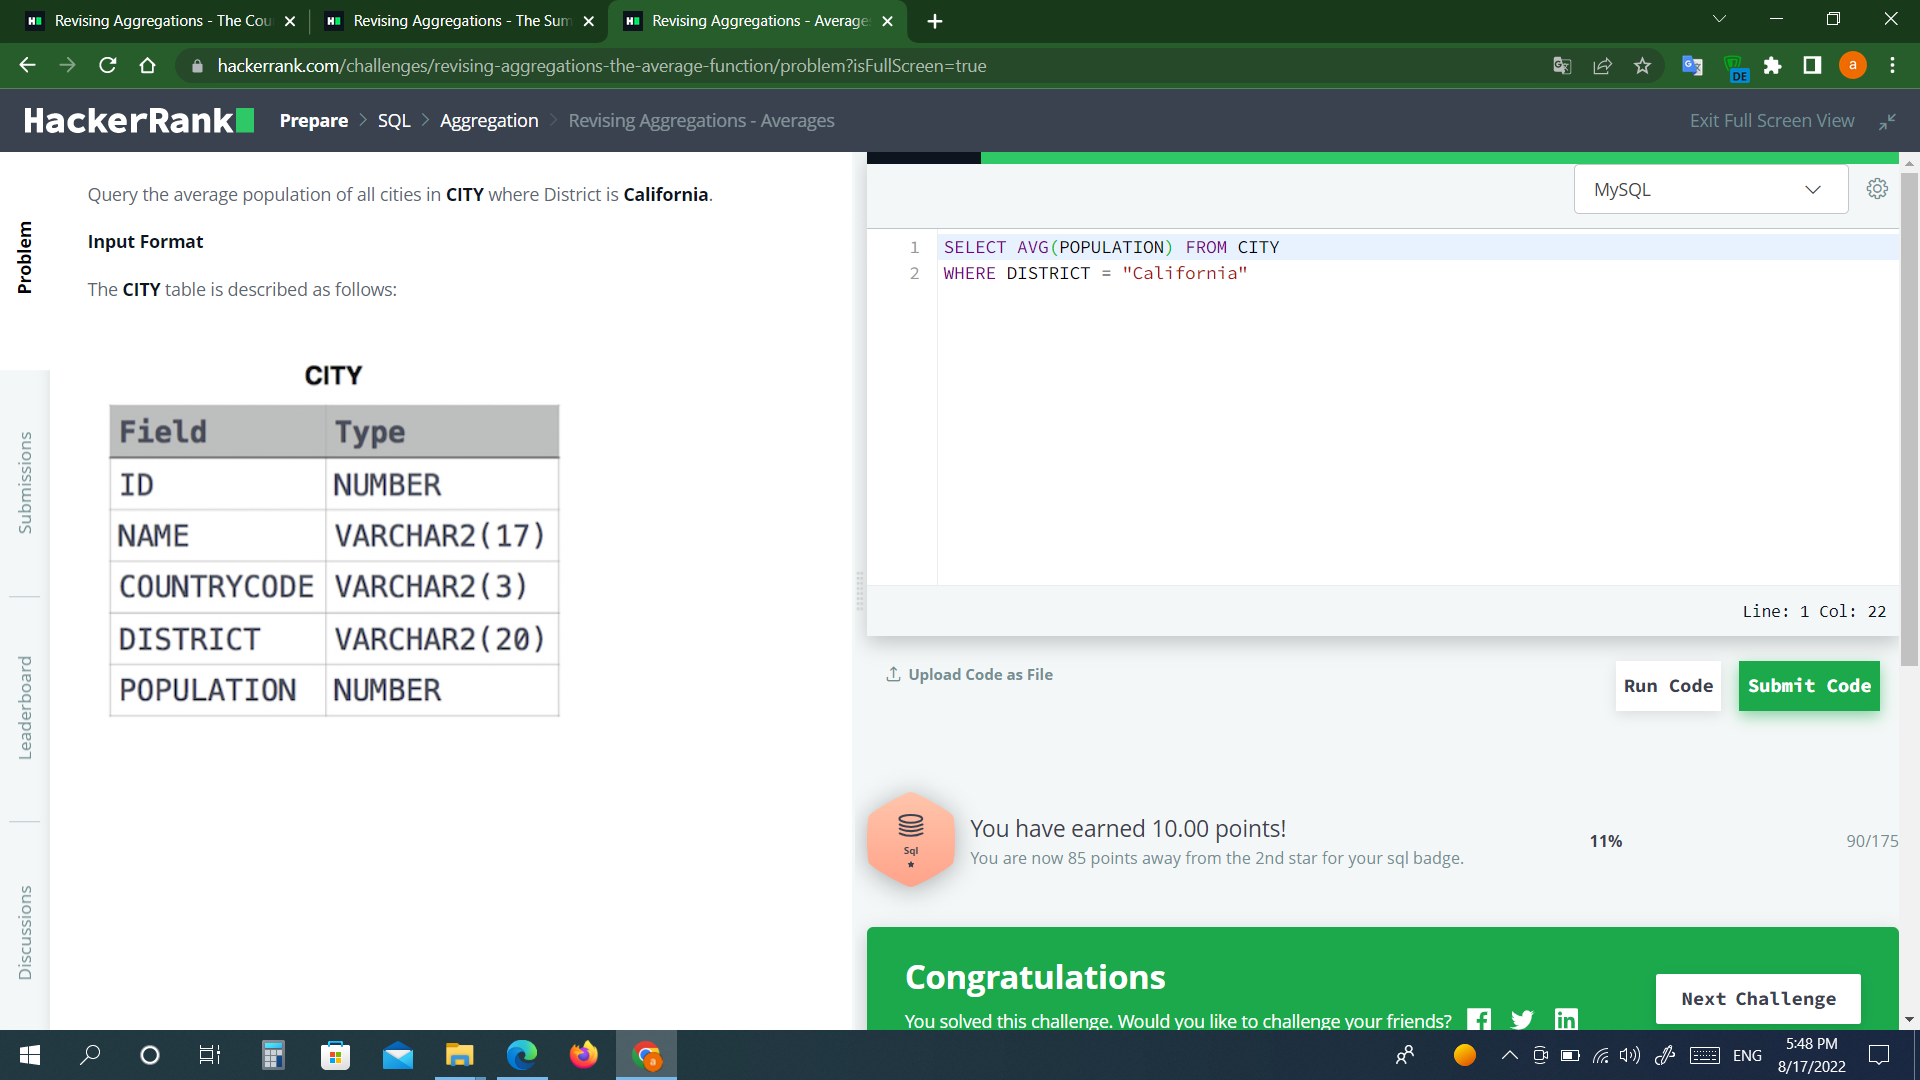 Revising Aggregations - The Cou
Revising Aggregations - The Sum
Revising Aggregations - Averages
hackerrank.com/challenges/revising-aggregations-the-average-function/problem?isFullScreen=true
DE
a
HackerRank
Prepare > SQL > Aggregation > Revising Aggregations - Averages
Exit Full Screen View
Problem
Submissions
Leaderboard
Discussions
Query the average population of all cities in CITY where District is California.
Input Format
The CITY table is described as follows:
CITY
Field Type
ID NUMBER
NAME VARCHAR2(17)
COUNTRYCODE VARCHAR2(3)
DISTRICT VARCHAR2(20)
POPULATION NUMBER
MySQL
1 SELECT AVG(POPULATION) FROM CITY
2 WHERE DISTRICT = "California"
Line: 1 Col: 22
Upload Code as File
Run Code
Submit Code
Sql
You have earned 10.00 points!
You are now 85 points away from the 2nd star for your sql badge.
11%
90/175
Congratulations
You solved this challenge. Would you like to challenge your friends?
Next Challenge
ENG
5:48 PM
8/17/2022